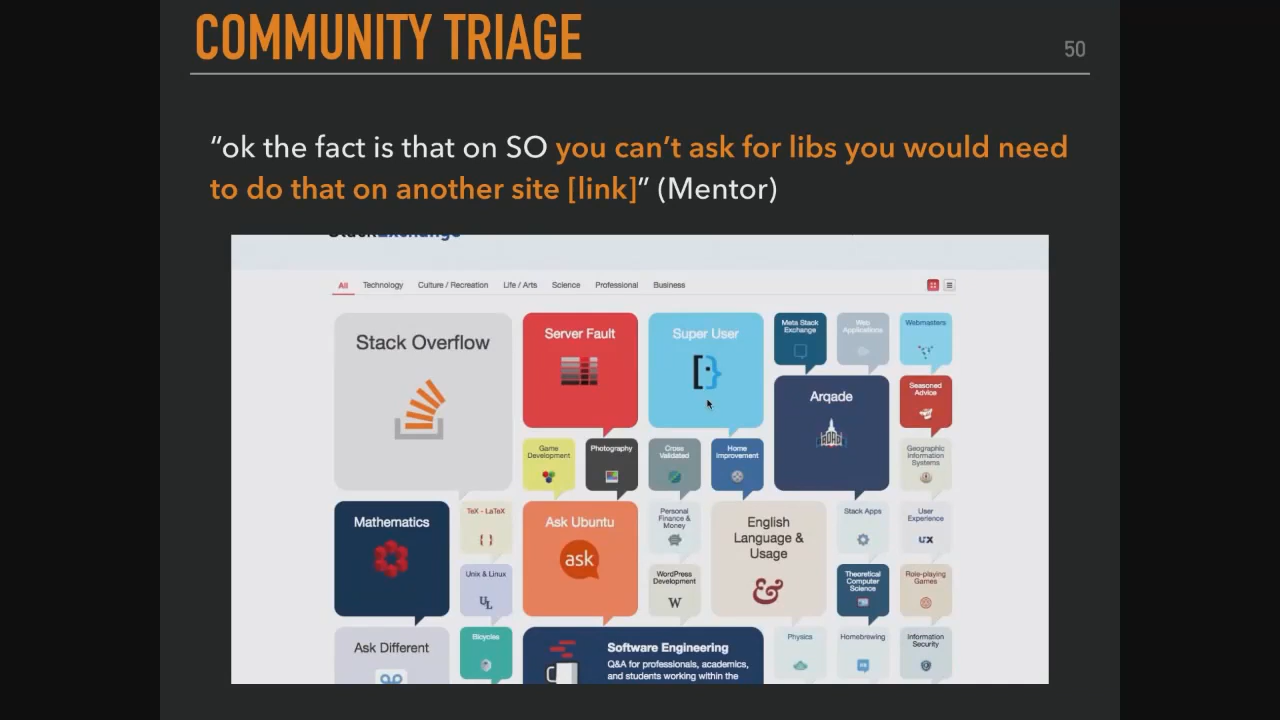 COMMUNITY TRIAGE
50
“ok the fact is that on SO you can’t ask for libs you would need
to do that on another site [link]” (Mentor)
StackExchange
All Technology Culture / Recreation Life / Arts Science Professional Business
Stack Overflow
Server Fault
Super User
Meta Stack
Exchange
Web
Applications
Webmasters
Arqade
Seasoned
Advice
Game
Development
Photography
Cross
Validated
Home
Improvement
Geographic
Information
Systems
Mathematics
TeX - LaTeX
{ }
Ask Ubuntu
ask
Personal
Finance &
Money
English
Language &
Usage
&
Stack Apps
User
Experience
UX
Unix & Linux
UL
WordPress
Development
W
Theoretical
Computer
Science
Role-playing
Games
Ask Different
Bicycles
Software Engineering
Q&A for professionals, academics,
and students working within the
Physics
Homebrewing
Information
Security